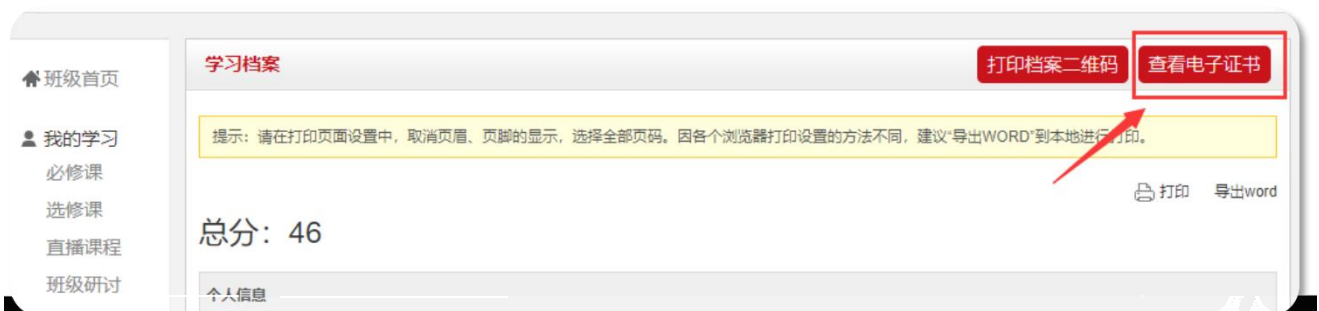 班级首页
我的学习
必修课
选修课
直播课程
班级研讨
学习档案
打印档案二维码
查看电子证书
提示：请在打印页面设置中，取消页眉、页脚的显示，选择全部页码。因各个浏览器打印设置的方法不同，建议“导出WORD”到本地进行打印。
打印 导出word
总分：46
个人信息